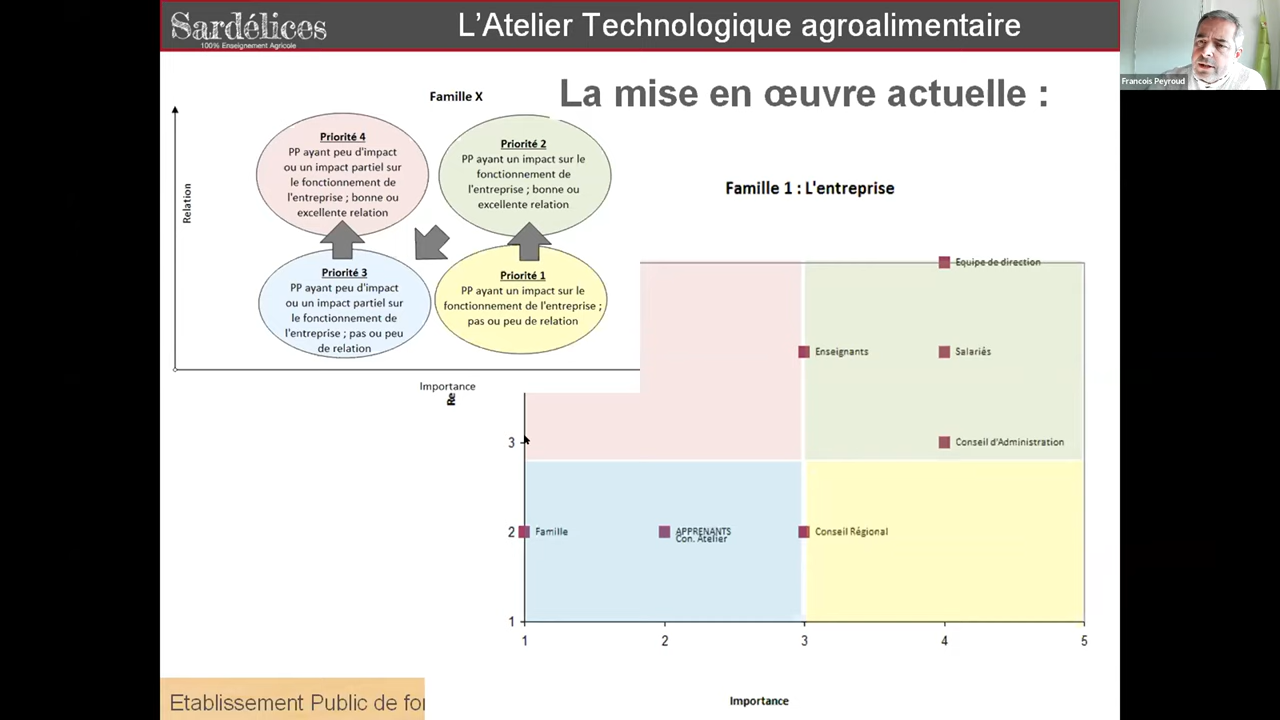 Sardélices
100% Enseignement Agricole
L'Atelier Technologique agroalimentaire
Francois Peyroud
La mise en œuvre actuelle :
Famille X
Relation
Priorité 4
PP ayant peu d'impact
ou un impact partiel sur
le fonctionnement de
l'entreprise ; bonne ou
excellente relation
Priorité 2
PP ayant un impact sur le
fonctionnement de
l'entreprise ; bonne ou
excellente relation
Priorité 3
PP ayant peu d'impact
ou un impact partiel sur
le fonctionnement de
l'entreprise ; pas ou peu
de relation
Priorité 1
PP ayant un impact sur le
fonctionnement de l'entreprise ;
pas ou peu de relation
Importance
Famille 1 : L'entreprise
Re
Equipe de direction
Enseignants
Salariés
3
Conseil d'Administration
2
Famille
APPRENANTS
Con. Atelier
Conseil Régional
1
1 2 3 4 5
Importance
Etablissement Public de for